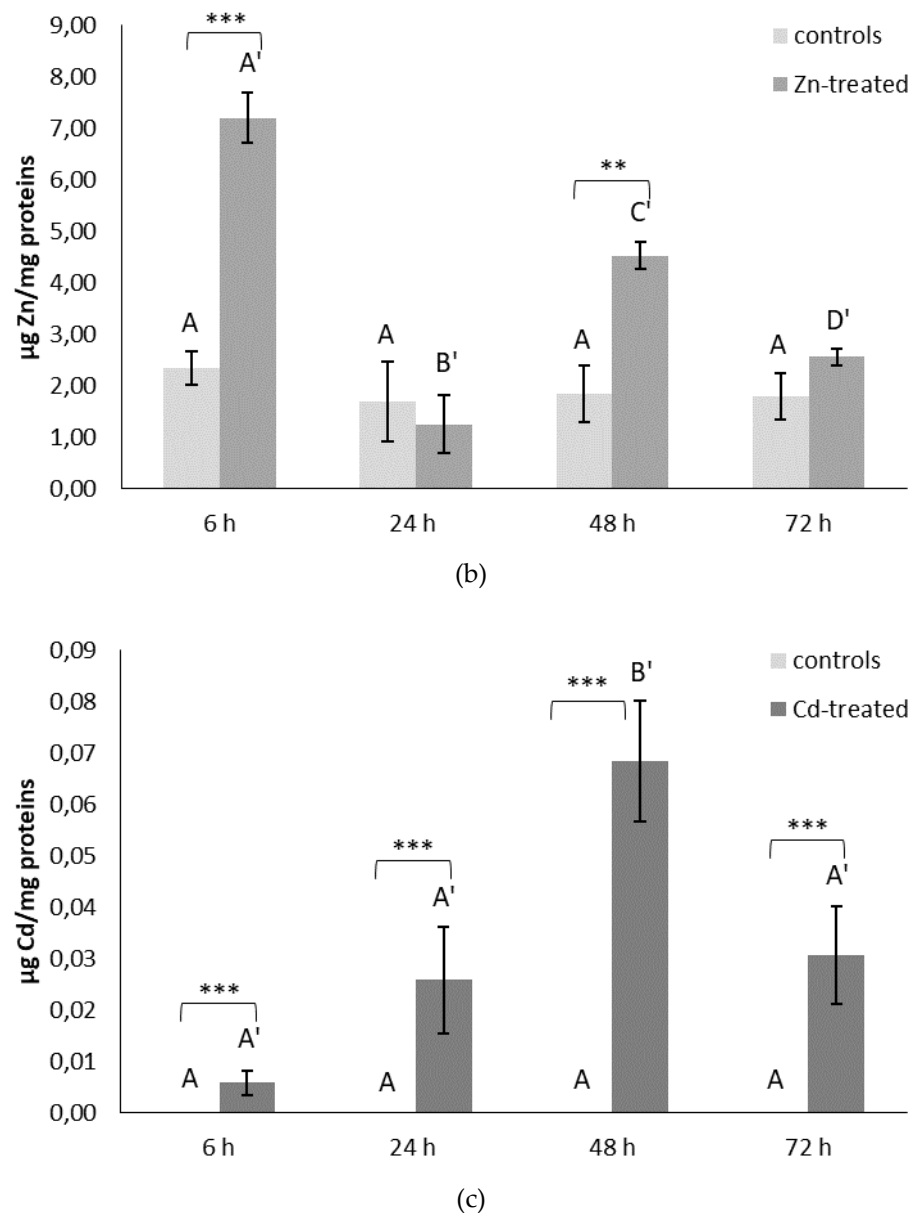 µg Zn/mg proteins
9,00
8,00
7,00
6,00
5,00
4,00
3,00
2,00
1,00
0,00
***
A'
A
A
B'
**
C'
A
A
D'
controls
Zn-treated
6 h
24 h
48 h
72 h
(b)
µg Cd/mg proteins
0,09
0,08
0,07
0,06
0,05
0,04
0,03
0,02
0,01
0,00
***
A'
A
***
A'
A
***
B'
A
***
A'
A
controls
Cd-treated
6 h
24 h
48 h
72 h
(c)